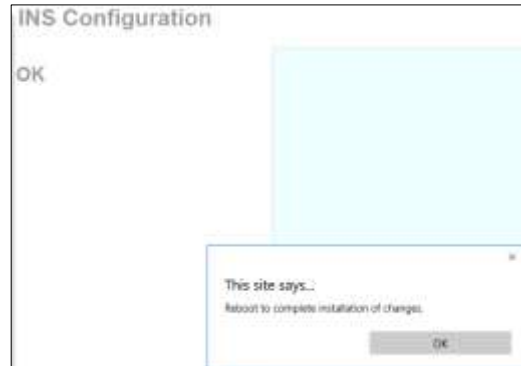 INS Configuration
OK
This site says...
Reboot to complete installation of changes.
OK